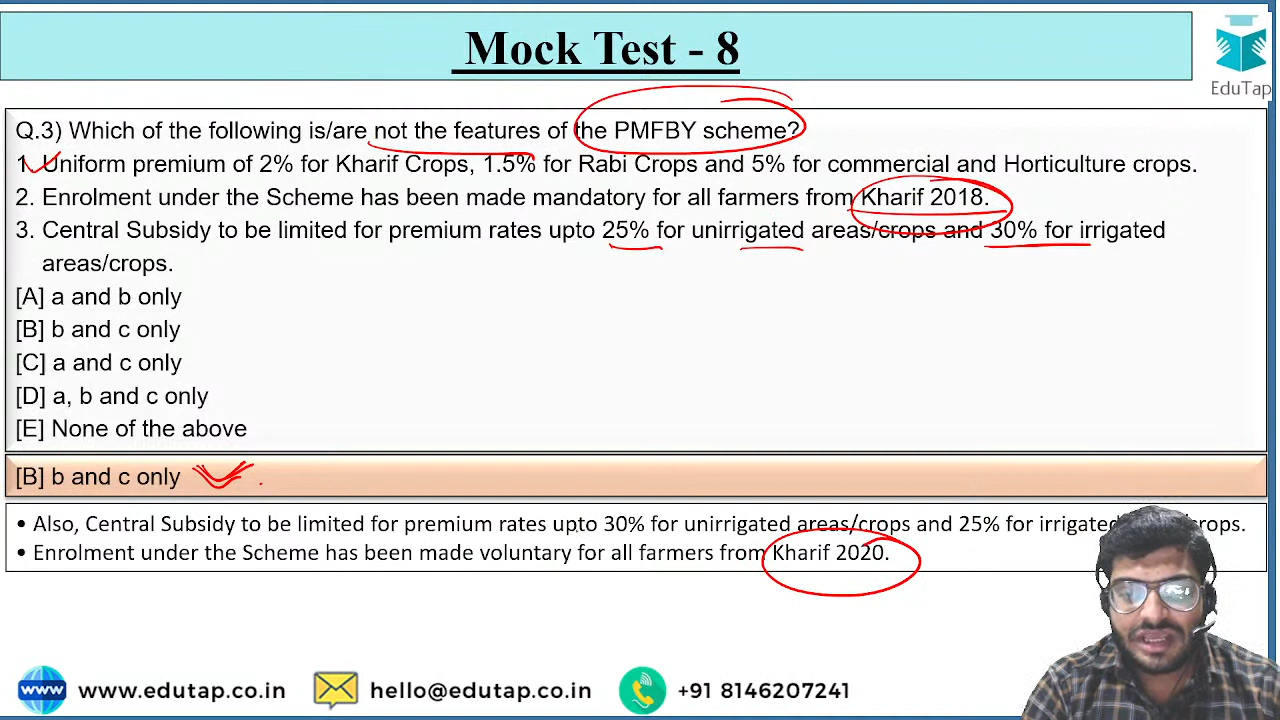 Mock Test - 8
EduTap
Q.3) Which of the following is/are not the features of the PMFBY scheme?
1. Uniform premium of 2% for Kharif Crops, 1.5% for Rabi Crops and 5% for commercial and Horticulture crops.
2. Enrolment under the Scheme has been made mandatory for all farmers from Kharif 2018.
3. Central Subsidy to be limited for premium rates upto 25% for unirrigated areas/crops and 30% for irrigated
areas/crops.
[A] a and b only
[B] b and c only
[C] a and c only
[D] a, b and c only
[E] None of the above
[B] b and c only
• Also, Central Subsidy to be limited for premium rates upto 30% for unirrigated areas/crops and 25% for irrigated crops.
• Enrolment under the Scheme has been made voluntary for all farmers from Kharif 2020.
www www.edutap.co.in hello@edutap.co.in +91 8146207241